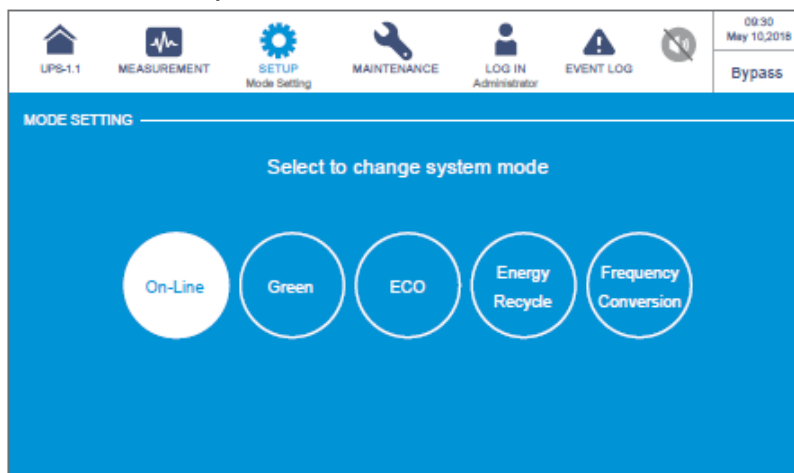 09:30
May 10,2018
UPS-1.1
MEASUREMENT
SETUP
Mode Setting
MAINTENANCE
LOG IN
Administrator
EVENT LOG
Bypass
MODE SETTING
Select to change system mode
On-Line
Green
ECO
Energy
Recycle
Frequency
Conversion